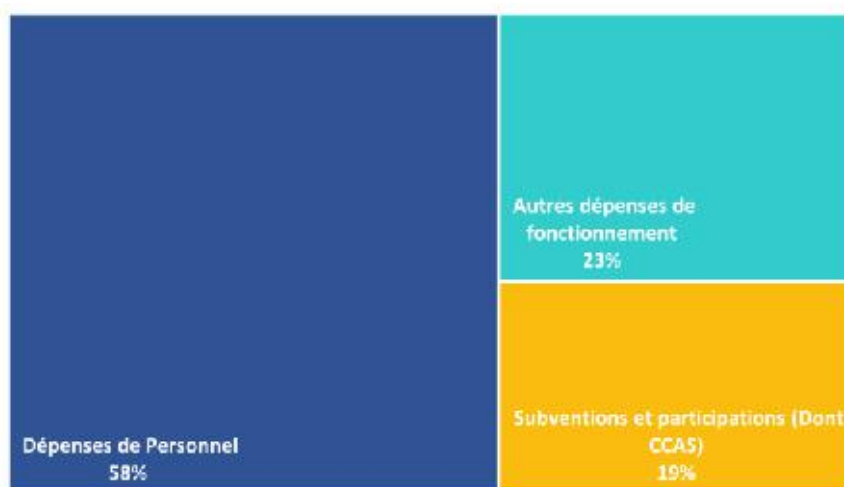 Autres dépenses de
fonctionnement
23%
Subventions et participations (Dont
CCAS)
19%
Dépenses de Personnel
58%